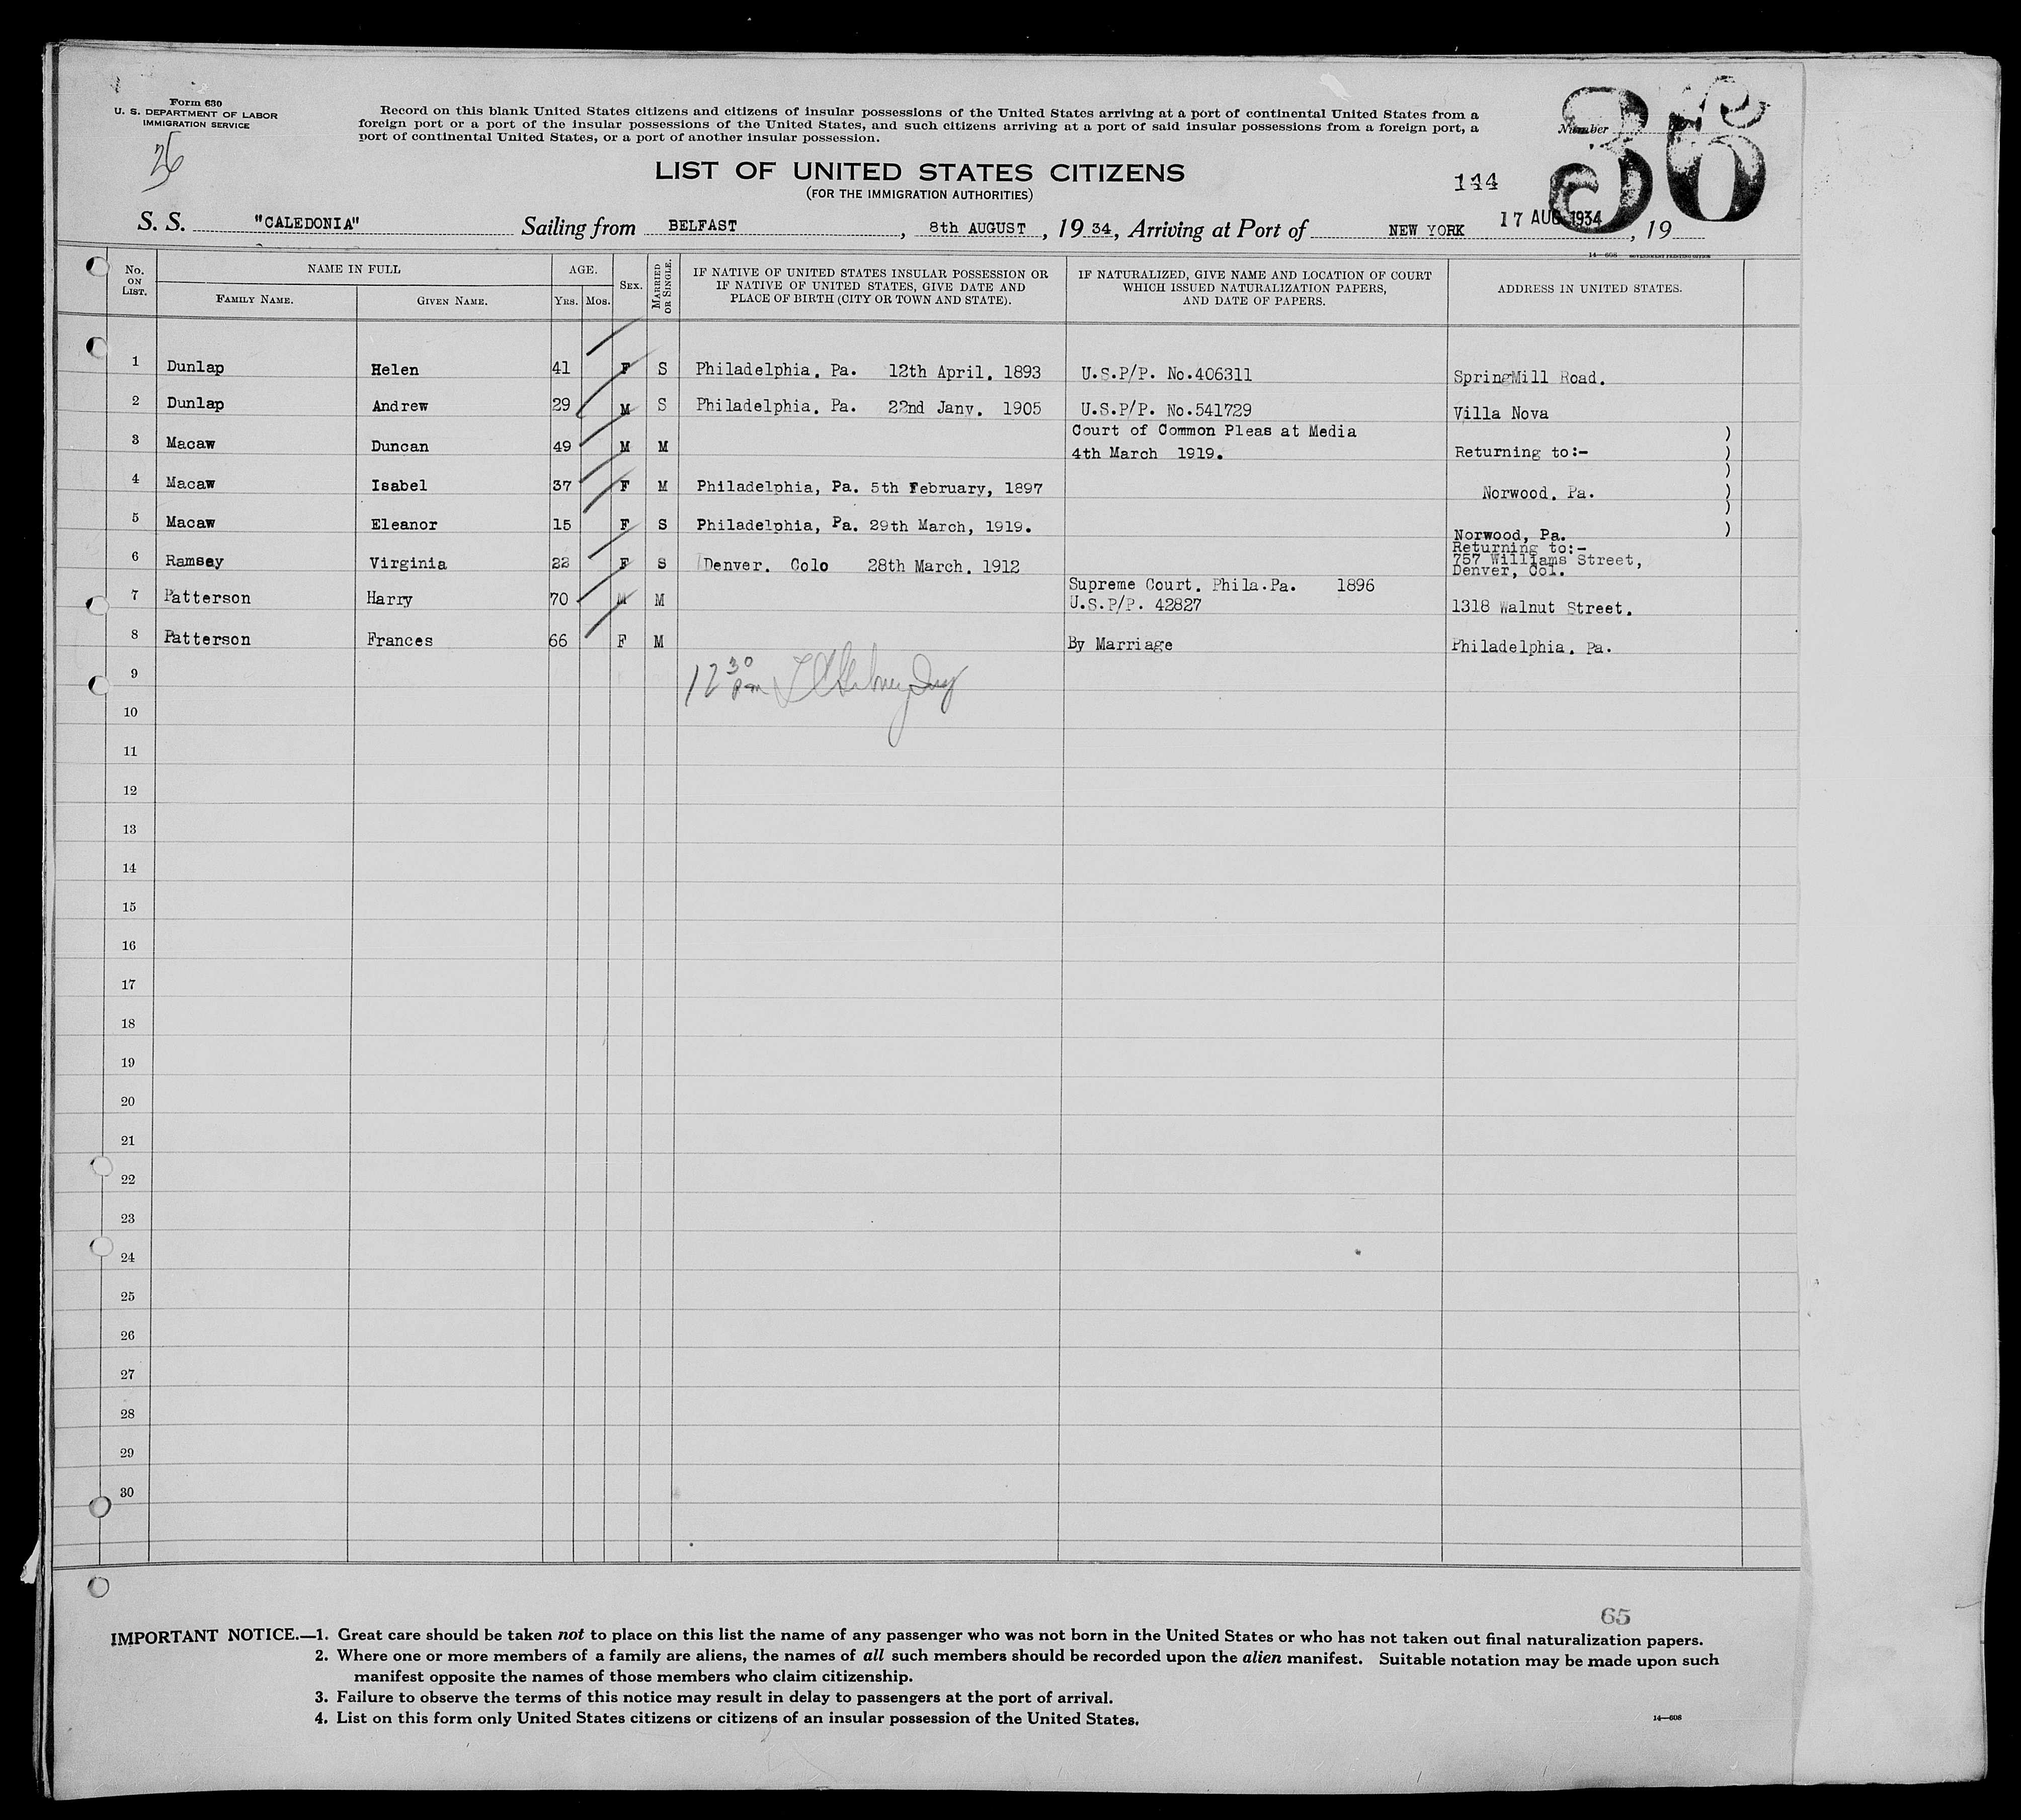 Form 630
U. S. DEPARTMENT OF LABOR
IMMIGRATION SERVICE
26
Record on this blank United States citizens and citizens of insular possessions of the United States arriving at a port of continental United States from a
foreign port or a port of the insular possessions of the United States, and such citizens arriving at a port of said insular possessions from a foreign port, a
port of continental United States, or a port of another insular possession.
Number
36
LIST OF UNITED STATES CITIZENS
(FOR THE IMMIGRATION AUTHORITIES)
144
S. S. "CALEDONIA" Sailing from BELFAST, 8th AUGUST, 1934, Arriving at Port of NEW YORK 17 AUG 1934, 19
14—608 GOVERNMENT PRINTING OFFICE
No. ON LIST. NAME IN FULL AGE. SEX. MARRIED OR SINGLE. IF NATIVE OF UNITED STATES INSULAR POSSESSION OR IF NATIVE OF UNITED STATES, GIVE DATE AND PLACE OF BIRTH (CITY OR TOWN AND STATE). IF NATURALIZED, GIVE NAME AND LOCATION OF COURT WHICH ISSUED NATURALIZATION PAPERS, AND DATE OF PAPERS. ADDRESS IN UNITED STATES.
FAMILY NAME. GIVEN NAME. YRS. MOS.
1 Dunlap Helen 41 F S Philadelphia. Pa. 12th April. 1893 U.S.P/P. No.406311 SpringMill Road.
2 Dunlap Andrew 29 M S Philadelphia. Pa. 22nd Jany. 1905 U.S.P/P. No.541729 Villa Nova
Court of Common Pleas at Media )
3 Macaw Duncan 49 M M 4th March 1919. Returning to:- )
)
4 Macaw Isabel 37 F M Philadelphia, Pa. 5th February, 1897 Norwood. Pa. )
)
5 Macaw Eleanor 15 F S Philadelphia, Pa. 29th March, 1919. Norwood, Pa. )
Returning to:-
757 Williams Street,
6 Ramsey Virginia 22 F S Denver. Colo 28th March. 1912 Denver, Col.
Supreme Court. Phila.Pa. 1896
7 Patterson Harry 70 M M U.S.P/P. 42827 1318 Walnut Street.
8 Patterson Frances 66 F M By Marriage Philadelphia. Pa.
9 12 30 pm
10
11
12
13
14
15
16
17
18
19
20
21
22
23
24
25
26
27
28
29
30
65
IMPORTANT NOTICE.—1. Great care should be taken not to place on this list the name of any passenger who was not born in the United States or who has not taken out final naturalization papers.
2. Where one or more members of a family are aliens, the names of all such members should be recorded upon the alien manifest. Suitable notation may be made upon such
manifest opposite the names of those members who claim citizenship.
3. Failure to observe the terms of this notice may result in delay to passengers at the port of arrival.
4. List on this form only United States citizens or citizens of an insular possession of the United States.
14—608